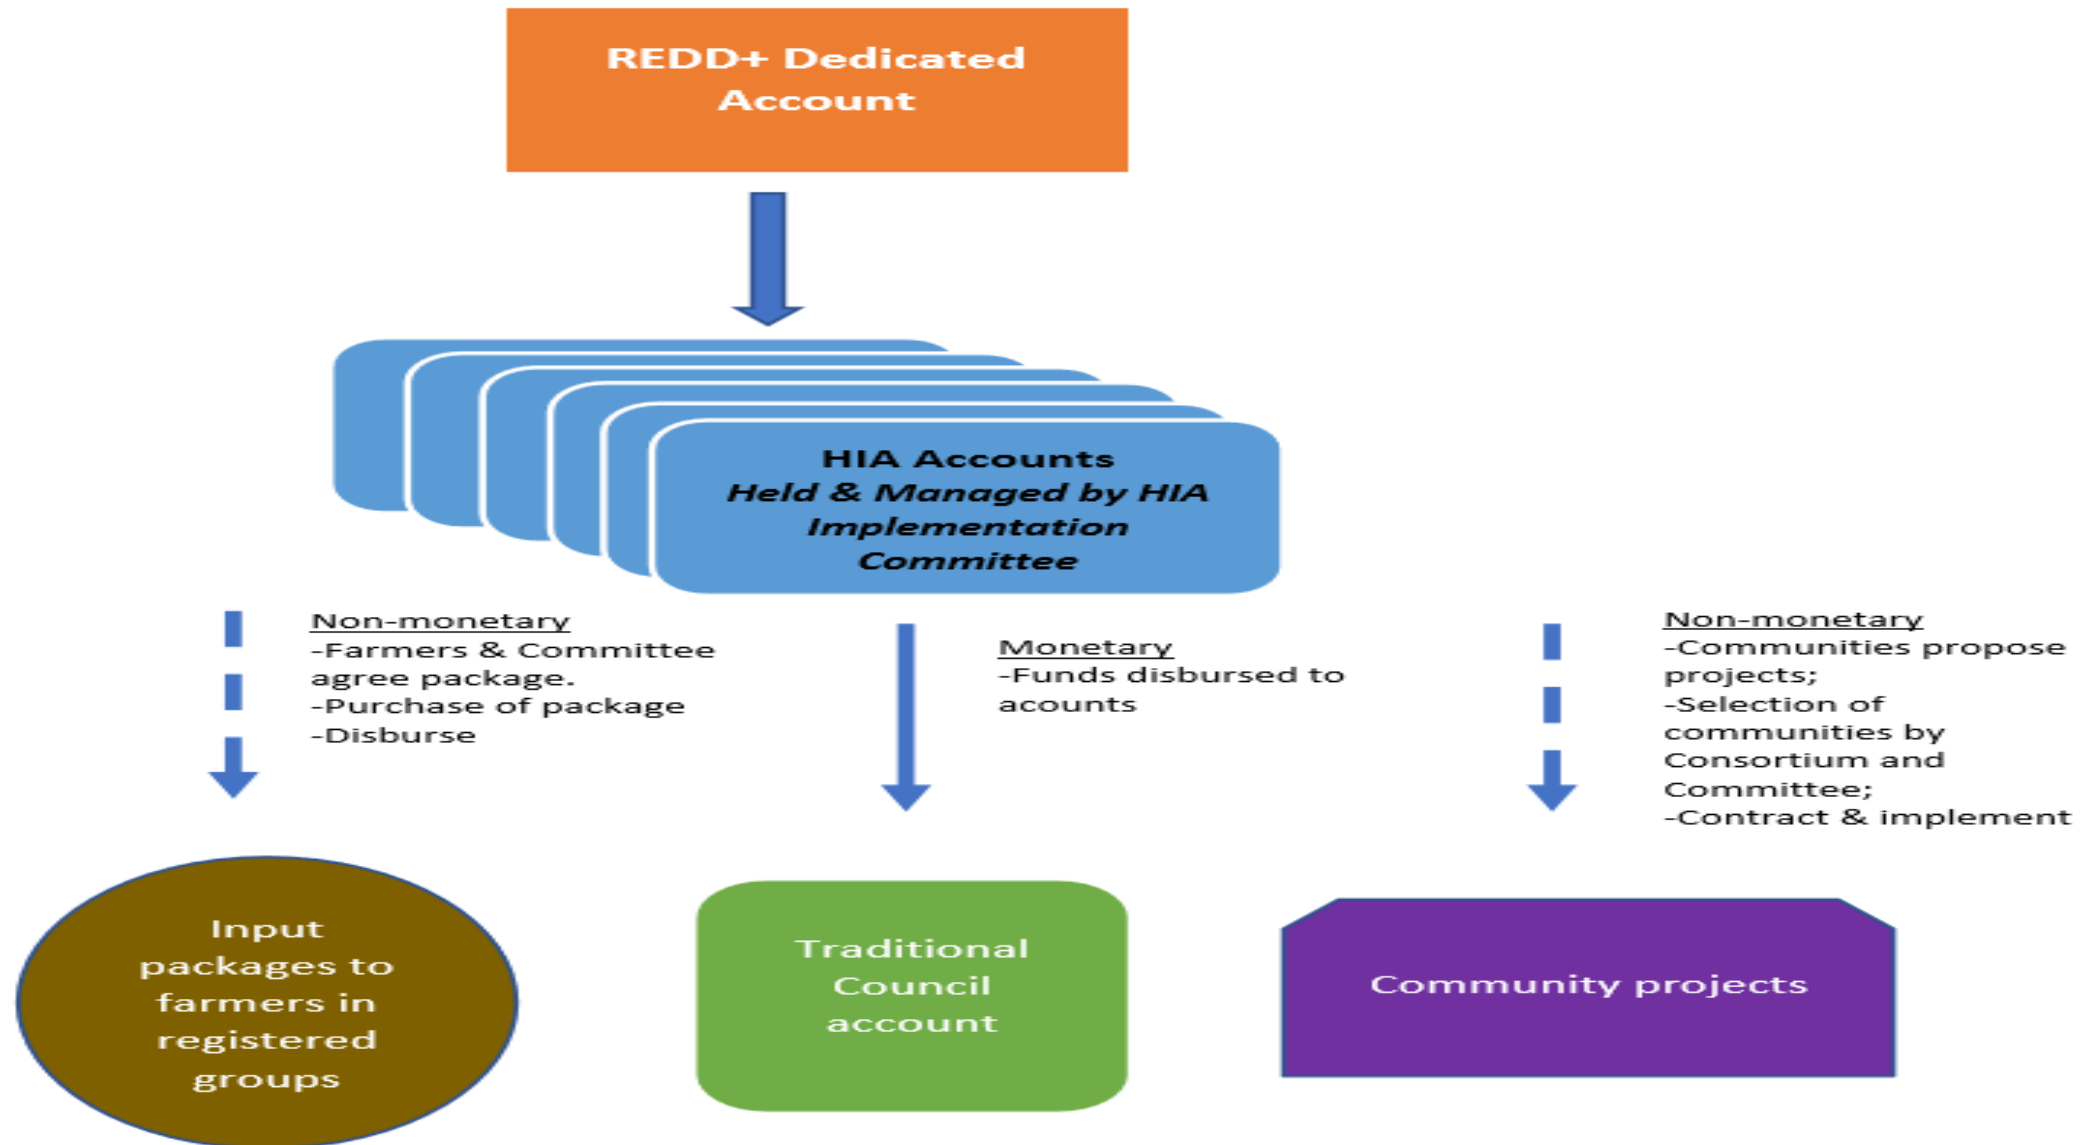 REDD+ Dedicated
Account
HIA Accounts
Held & Managed by HIA
Implementation
Committee
Non-monetary
-Farmers & Committee
agree package.
-Purchase of package
-Disburse
Monetary
-Funds disbursed to
acounts
Non-monetary
-Communities propose
projects;
-Selection of
communities by
Consortium and
Committee;
-Contract & implement
Input
packages to
farmers in
registered
groups
Traditional
Council
account
Community projects